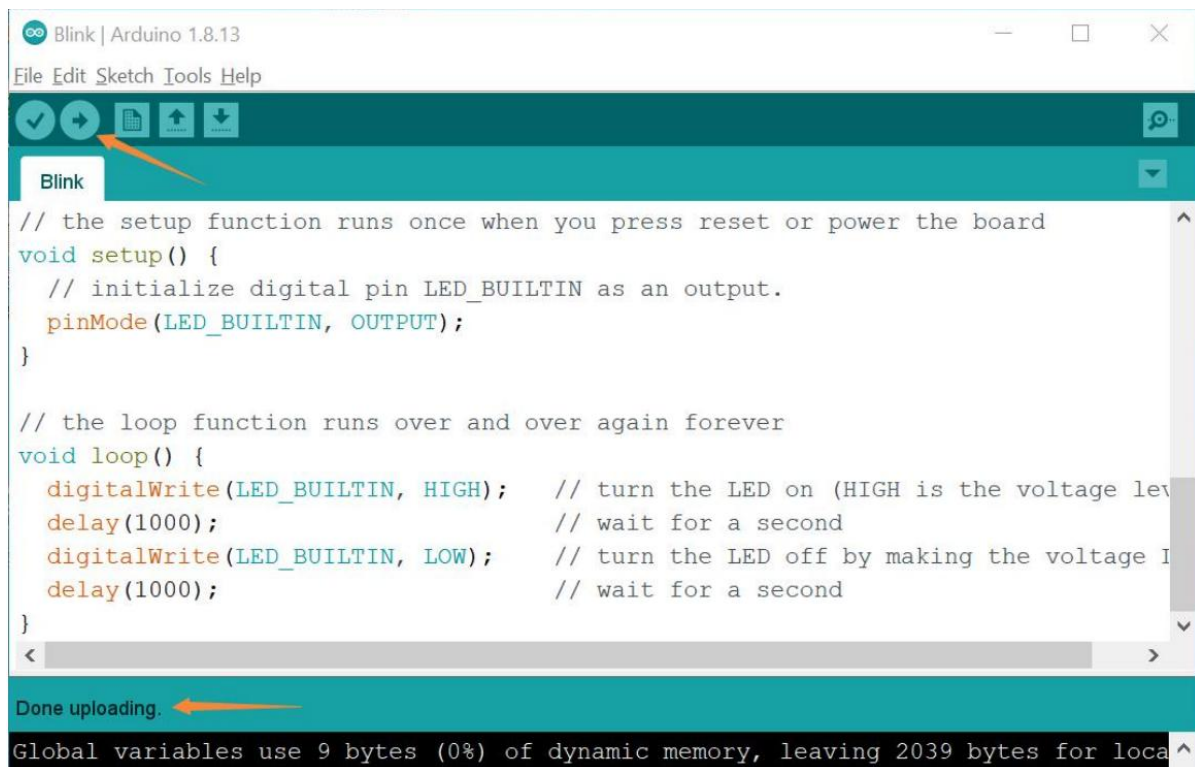 Blink | Arduino 1.8.13
File Edit Sketch Tools Help
Blink
// the setup function runs once when you press reset or power the board
void setup() {
  // initialize digital pin LED_BUILTIN as an output.
  pinMode(LED_BUILTIN, OUTPUT);
}
// the loop function runs over and over again forever
void loop() {
  digitalWrite(LED_BUILTIN, HIGH);   // turn the LED on (HIGH is the voltage lev
  delay(1000);                       // wait for a second
  digitalWrite(LED_BUILTIN, LOW);    // turn the LED off by making the voltage
  delay(1000);                       // wait for a second
}
Done uploading.
Global variables use 9 bytes (0%) of dynamic memory, leaving 2039 bytes for loca